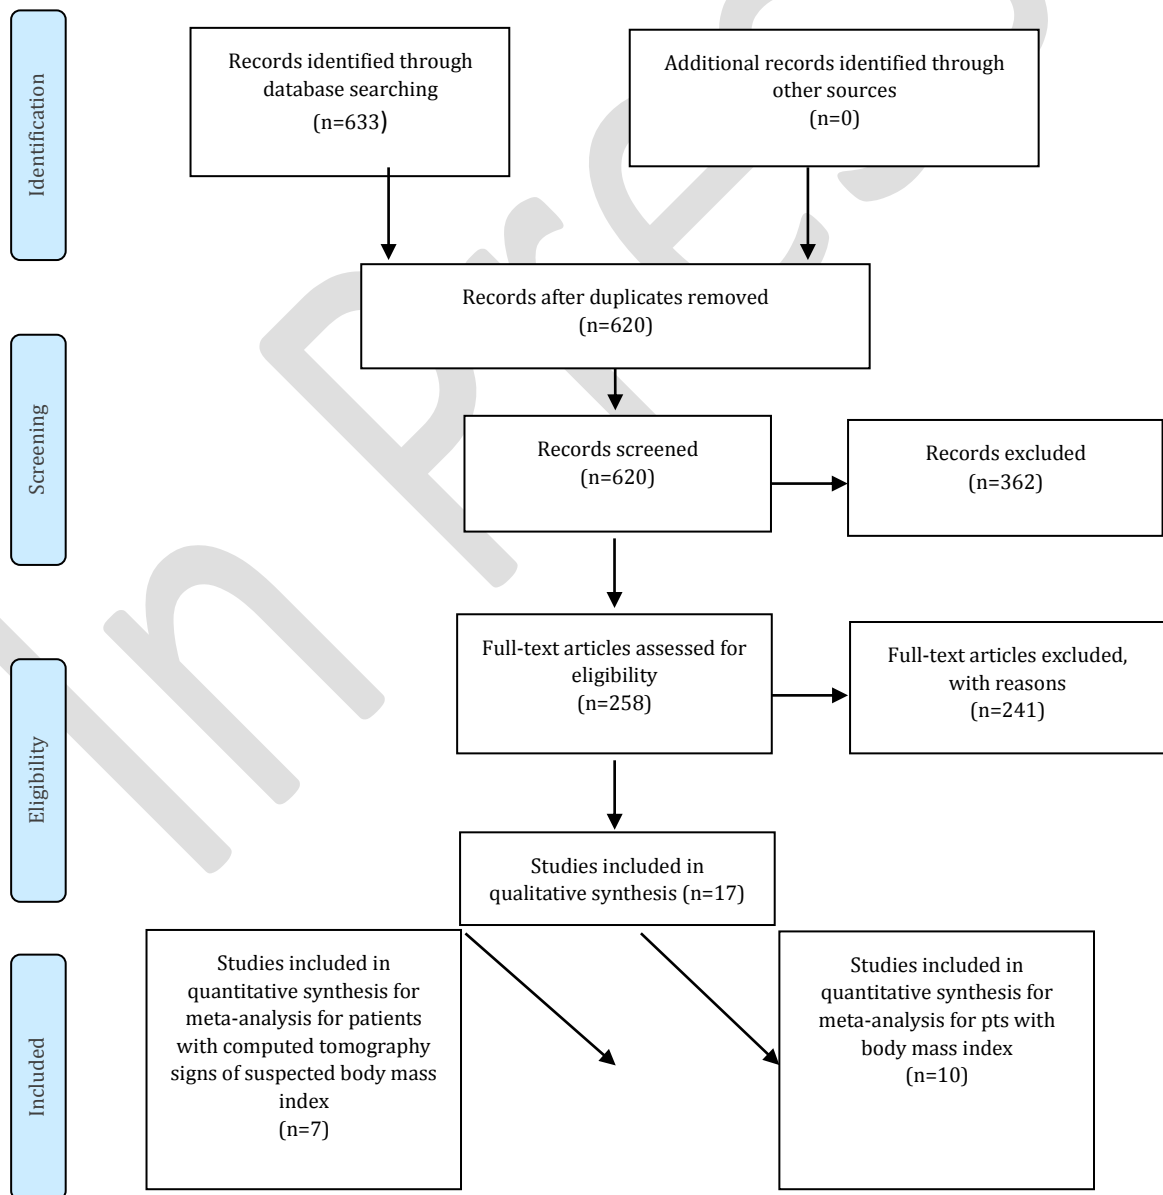 Identification
Records identified through
database searching
(n=633)
Additional records identified through
other sources
(n=0)
Records after duplicates removed
(n=620)
Screening
Records screened
(n=620)
Records excluded
(n=362)
Eligibility
Full-text articles assessed for
eligibility
(n=258)
Full-text articles excluded,
with reasons
(n=241)
Studies included in
qualitative synthesis (n=17)
Included
Studies included in
quantitative synthesis for
meta-analysis for patients
with computed tomography
signs of suspected body mass
index
(n=7)
Studies included in
quantitative synthesis for
meta-analysis for pts with
body mass index
(n=10)
In Pres